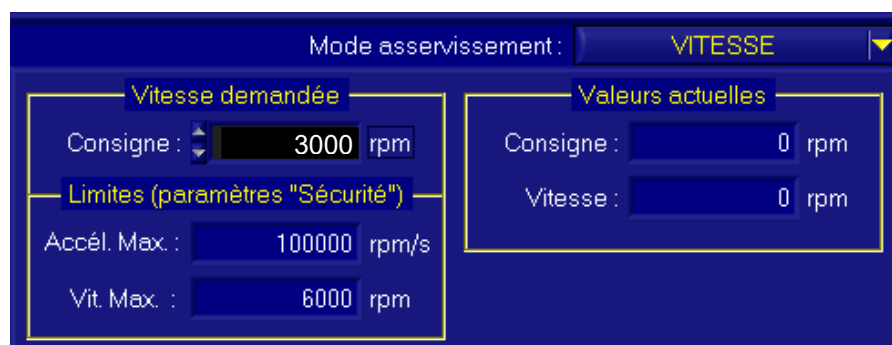 Mode asservissement : VITESSE
Vitesse demandée
Consigne : 3000 rpm
Limites (paramètres "Sécurité")
Accél. Max. : 100000 rpm/s
Vit. Max. : 6000 rpm
Valeurs actuelles
Consigne : 0 rpm
Vitesse : 0 rpm